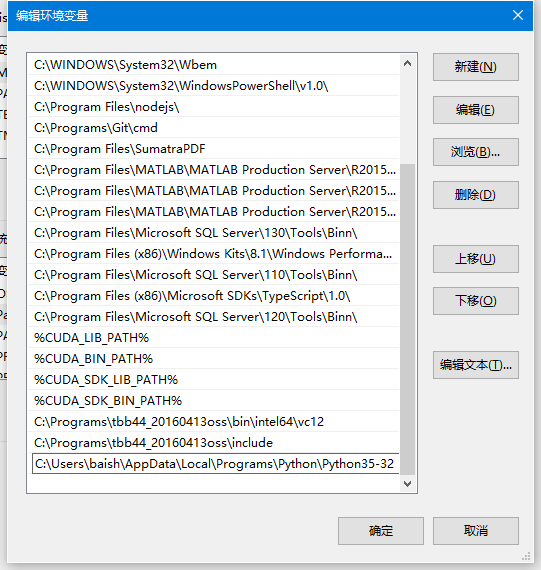 编辑环境变量
C:\WINDOWS\System32\Wbem
C:\WINDOWS\System32\WindowsPowerShell\v1.0\
C:\Program Files\nodejs\
C:\Programs\Git\cmd
C:\Program Files\SumatraPDF
C:\Program Files\MATLAB\MATLAB Production Server\R2015...
C:\Program Files\MATLAB\MATLAB Production Server\R2015...
C:\Program Files\MATLAB\MATLAB Production Server\R2015...
C:\Program Files\Microsoft SQL Server\130\Tools\Binn\
C:\Program Files (x86)\Windows Kits\8.1\Windows Performa...
C:\Program Files\Microsoft SQL Server\110\Tools\Binn\
C:\Program Files (x86)\Microsoft SDKs\TypeScript\1.0\
C:\Program Files\Microsoft SQL Server\120\Tools\Binn\
%CUDA_LIB_PATH%
%CUDA_BIN_PATH%
%CUDA_SDK_LIB_PATH%
%CUDA_SDK_BIN_PATH%
C:\Programs\tbb44_20160413oss\bin\intel64\vc12
C:\Programs\tbb44_20160413oss\include
C:\Users\baish\AppData\Local\Programs\Python\Python35-32
新建(N)
编辑(E)
浏览(B)...
删除(D)
上移(U)
下移(O)
编辑文本(T)...
确定
取消